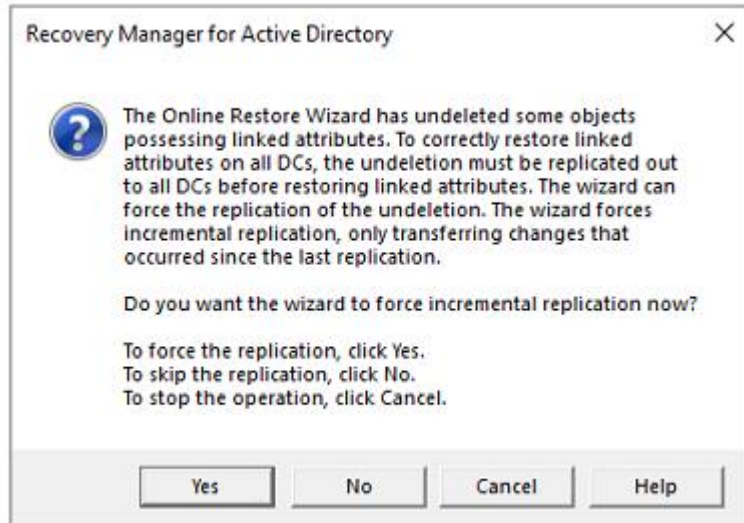 Recovery Manager for Active Directory
The Online Restore Wizard has undeleted some objects
possessing linked attributes. To correctly restore linked
attributes on all DCs, the undeletion must be replicated out
to all DCs before restoring linked attributes. The wizard can
force the replication of the undeletion. The wizard forces
incremental replication, only transferring changes that
occurred since the last replication.
Do you want the wizard to force incremental replication now?
To force the replication, click Yes.
To skip the replication, click No.
To stop the operation, click Cancel.
Yes No Cancel Help